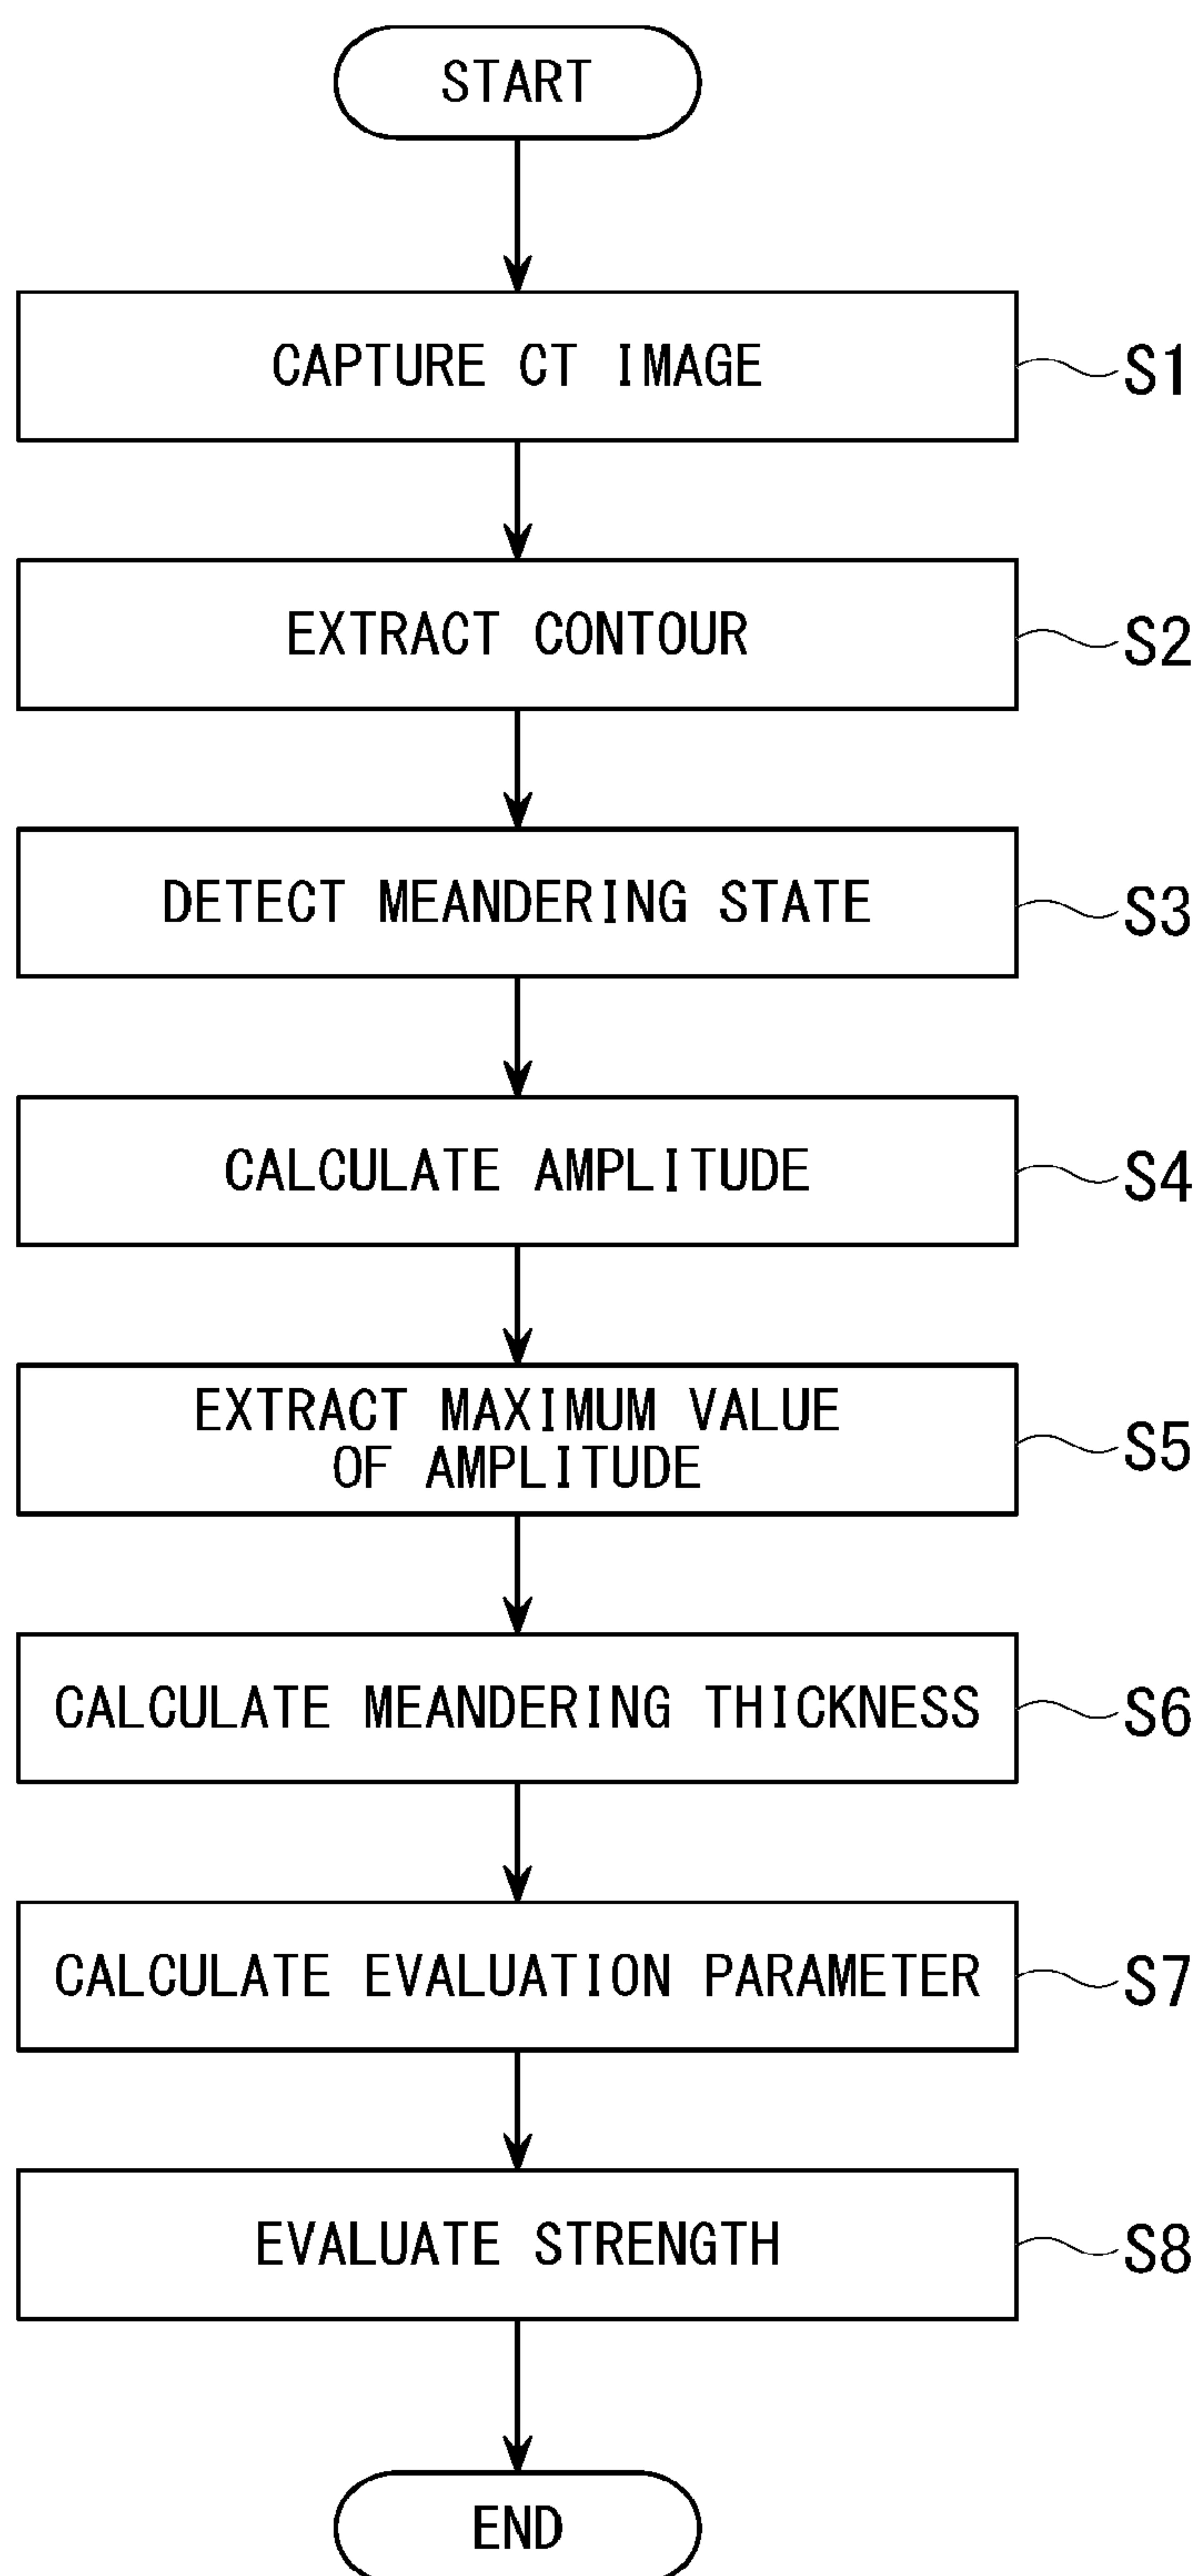 START
CAPTURE CT IMAGE
S1
EXTRACT CONTOUR
S2
DETECT MEANDERING STATE
S3
CALCULATE AMPLITUDE
S4
EXTRACT MAXIMUM VALUE
OF AMPLITUDE
S5
CALCULATE MEANDERING THICKNESS
S6
CALCULATE EVALUATION PARAMETER
S7
EVALUATE STRENGTH
S8
END